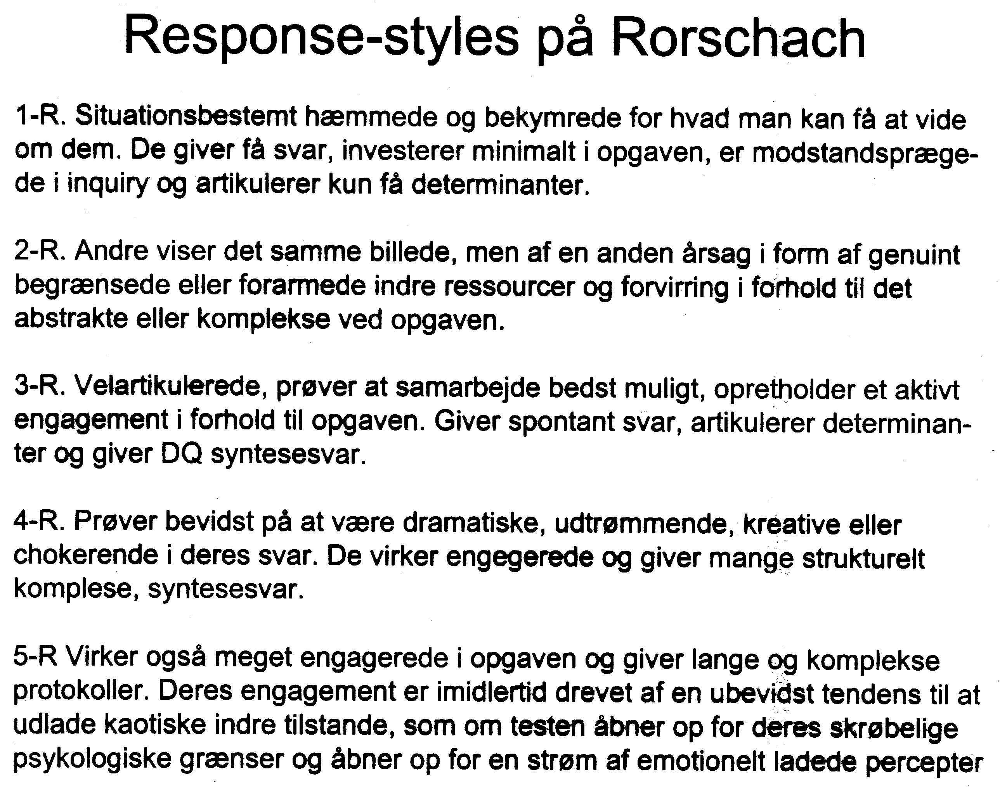 Response-styles på Rorschach
1-R. Situationsbestemt hæmmede og bekymrede for hvad man kan få at vide
om dem. De giver få svar, investerer minimalt i opgaven, er modstandspræge-
de i inquiry og artikulerer kun få determinanter.
2-R. Andre viser det samme billede, men af en anden årsag i form af genuint
begrænsede eller forarmede indre ressourcer og forvirring i forhold til det
abstrakte eller komplekse ved opgaven.
3-R. Velartikulerede, prøver at samarbejde bedst muligt, opretholder et aktivt
engagement i forhold til opgaven. Giver spontant svar, artikulerer determinan-
ter og giver DQ syntesesvar.
4-R. Prøver bevidst på at være dramatiske, udtrømmende, kreative eller
chokerende i deres svar. De virker engegerede og giver mange strukturelt
komplese, syntesesvar.
5-R Virker også meget engagerede i opgaven og giver lange og komplekse
protokoller. Deres engagement er imidlertid drevet af en ubevidst tendens til at
udlade kaotiske indre tilstande, som om testen åbner op for deres skrøbelige
psykologiske grænser og åbner op for en strøm af emotionelt ladede percepter